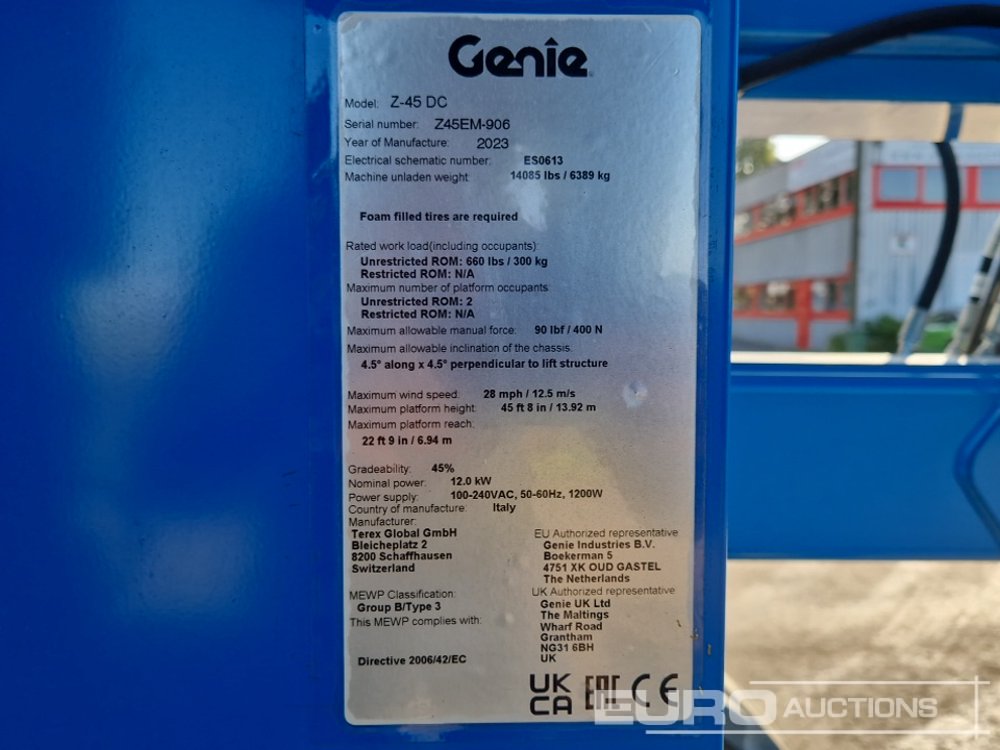 Genie
Model: Z-45 DC
Serial number: Z45EM-906
Year of Manufacture: 2023
Electrical schematic number: ES0613
Machine unladen weight: 14085 lbs / 6389 kg
Foam filled tires are required
Rated work load(including occupants):
Unrestricted ROM: 660 lbs / 300 kg
Restricted ROM: N/A
Maximum number of platform occupants:
Unrestricted ROM: 2
Restricted ROM: N/A
Maximum allowable manual force: 90 lbf / 400 N
Maximum allowable inclination of the chassis:
4.5° along x 4.5° perpendicular to lift structure
Maximum wind speed: 28 mph / 12.5 m/s
Maximum platform height: 45 ft 8 in / 13.92 m
Maximum platform reach:
22 ft 9 in / 6.94 m
Gradeability: 45%
Nominal power: 12.0 kW
Power supply: 100-240VAC, 50-60Hz, 1200W
Country of manufacture: Italy
Manufacturer:
Terex Global GmbH
Bleicheplatz 2
8200 Schaffhausen
Switzerland
EU Authorized representative
Genie Industries B.V.
Boekerman 5
4751 XK OUD GASTEL
The Netherlands
MEWP Classification:
Group B/Type 3
This MEWP complies with:
Directive 2006/42/EC
UK Authorized representative
Genie UK Ltd
The Maltings
Wharf Road
Grantham
NG31 6BH
UK
UK
CA EAC CE
EURO AUCTIONS